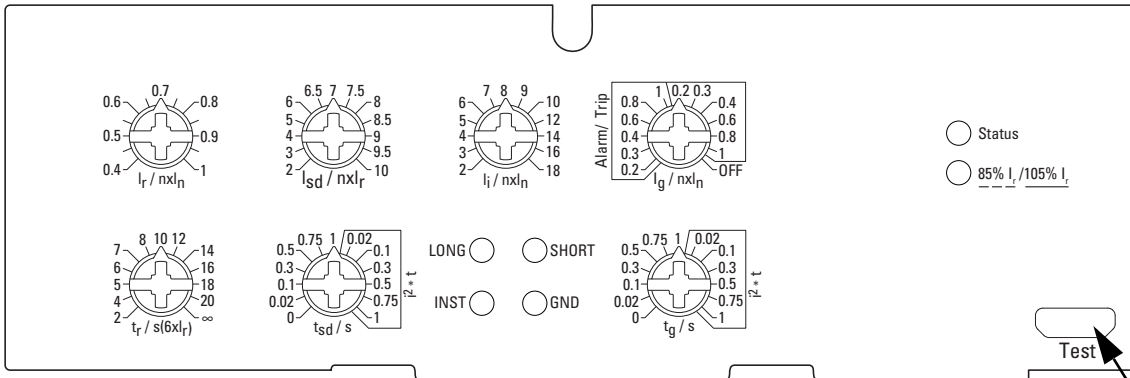 0.4 0.5 0.6 0.7 0.8 0.9 1
Ir / nxIn
2 3 4 5 6 6.5 7 7.5 8 8.5 9 9.5 10
Isd / nxIr
2 3 4 5 6 7 8 9 10 12 14 16 18
Ii / nxIn
Alarm/ Trip
0.2 0.3 0.4 0.6 0.8 1 0.2 0.3 0.4 0.6 0.8 1 OFF
Ig / nxIn
Status
85% Ir /105% Ir
2 4 5 6 7 8 10 12 14 16 18 20 ∞
tr / s(6xIr)
0 0.02 0.1 0.3 0.5 0.75 1 0.02 0.1 0.3 0.5 0.75 1
i² * t
tsd / s
LONG
SHORT
INST
GND
0 0.02 0.1 0.3 0.5 0.75 1 0.02 0.1 0.3 0.5 0.75 1
i² * t
tg / s
Test